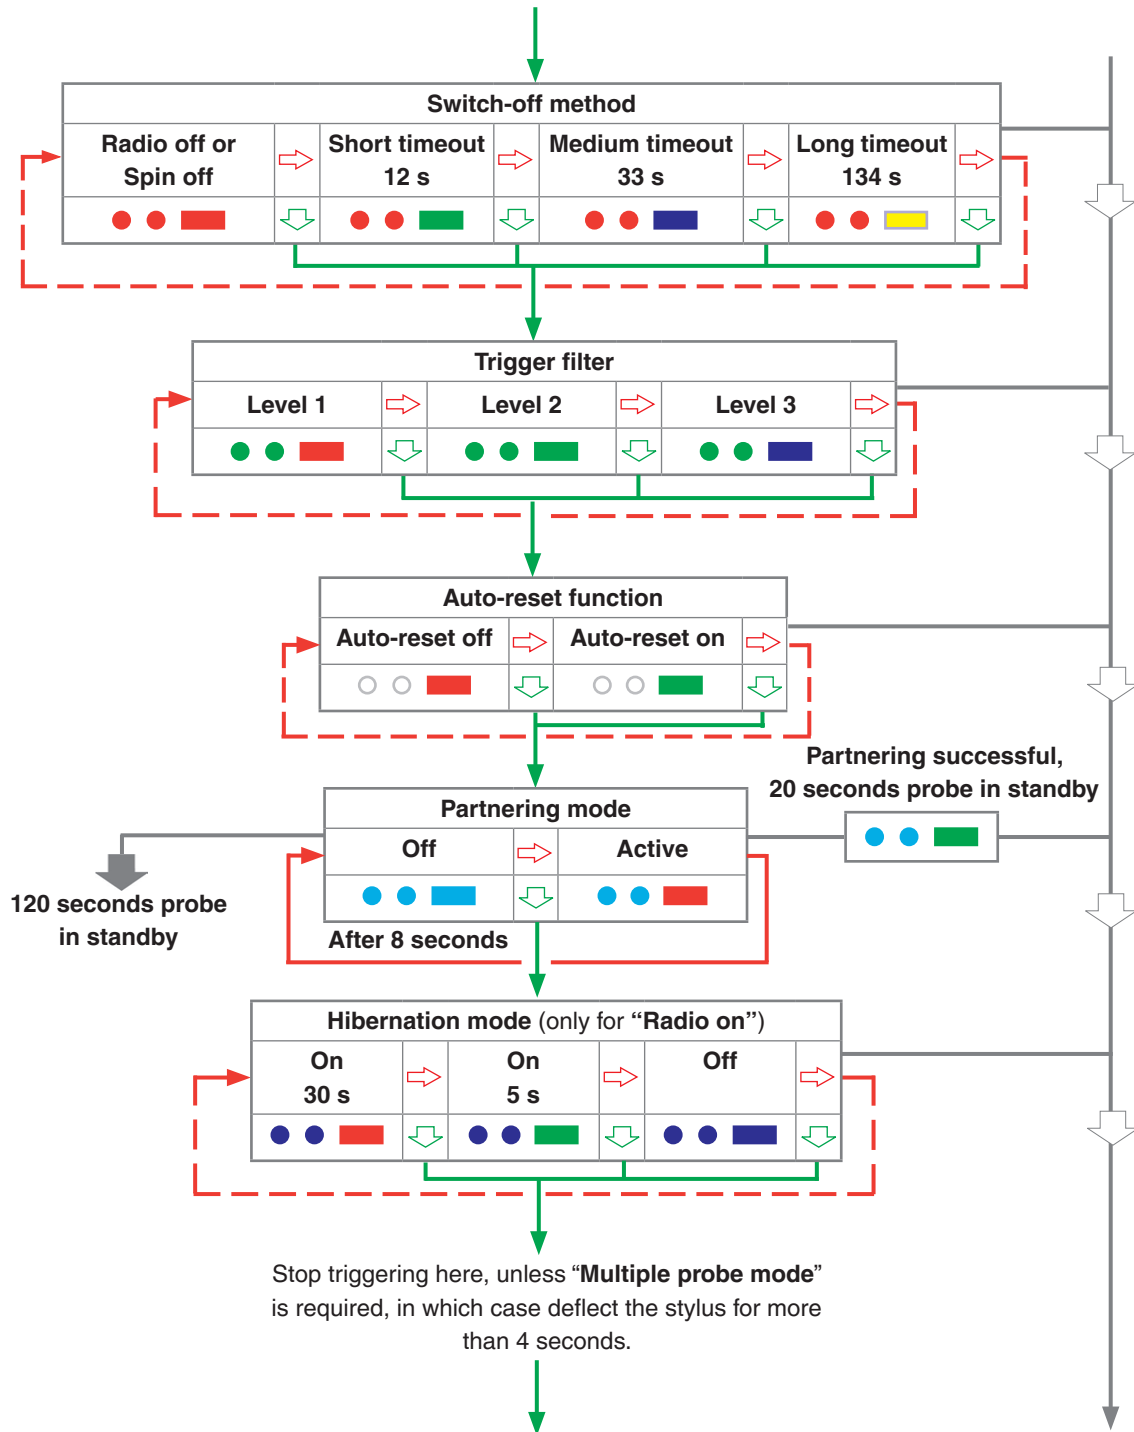 Switch-off method
Radio off or
Spin off
Short timeout
12 s
Medium timeout
33 s
Long timeout
134 s
Trigger filter
Level 1
Level 2
Level 3
Auto-reset function
Auto-reset off
Auto-reset on
Partnering successful,
20 seconds probe in standby
Partnering mode
Off
Active
120 seconds probe
in standby
After 8 seconds
Hibernation mode (only for “Radio on”)
On
30 s
On
5 s
Off
Stop triggering here, unless “Multiple probe mode”
is required, in which case deflect the stylus for more
than 4 seconds.